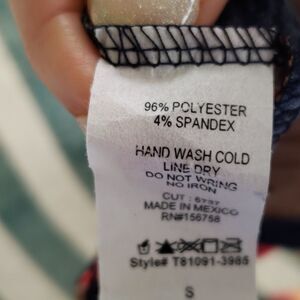 96% POLYESTER
4% SPANDEX
HAND WASH COLD
LINE DRY
DO NOT WRING
NO IRON
CUT : 6737
MADE IN MEXICO
RN#156758
Style# T81091-3985
S